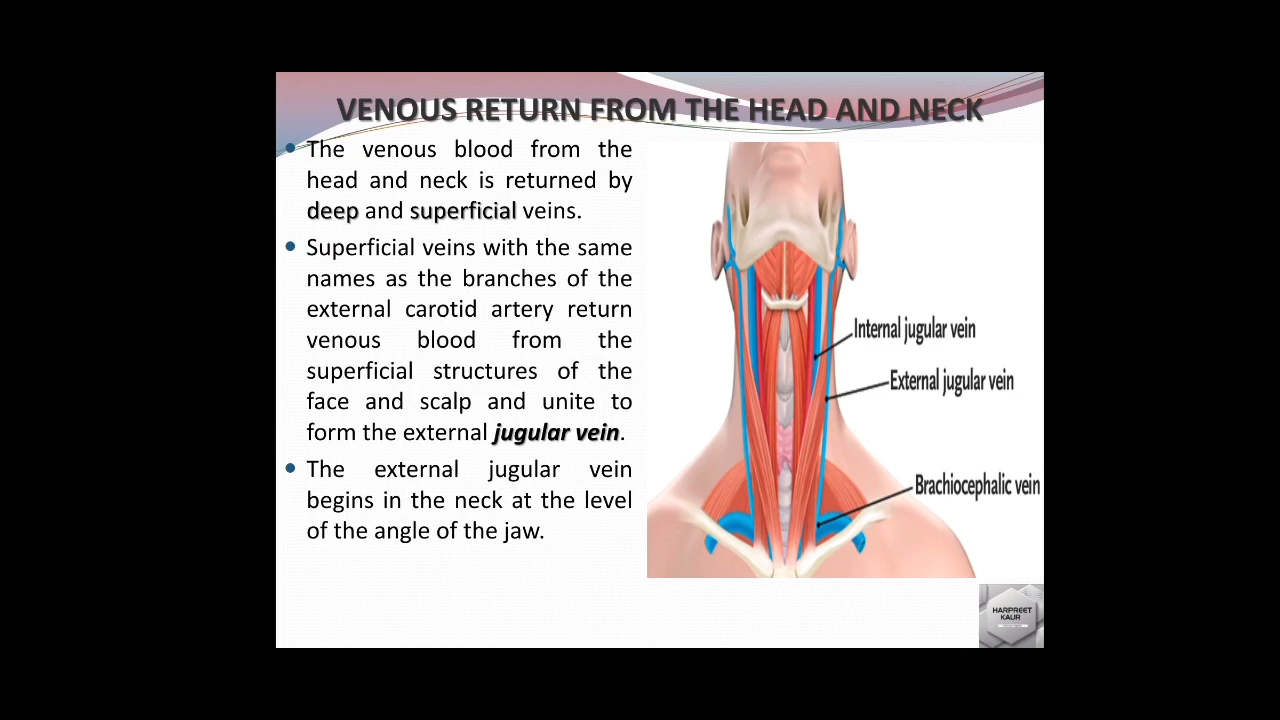 VENOUS RETURN FROM THE HEAD AND NECK
The venous blood from the
head and neck is returned by
deep and superficial veins.
Superficial veins with the same
names as the branches of the
external carotid artery return
venous blood from the
superficial structures of the
face and scalp and unite to
form the external jugular vein.
The external jugular vein
begins in the neck at the level
of the angle of the jaw.
Internal jugular vein
External jugular vein
Brachiocephalic vein
HARPREET
KAUR